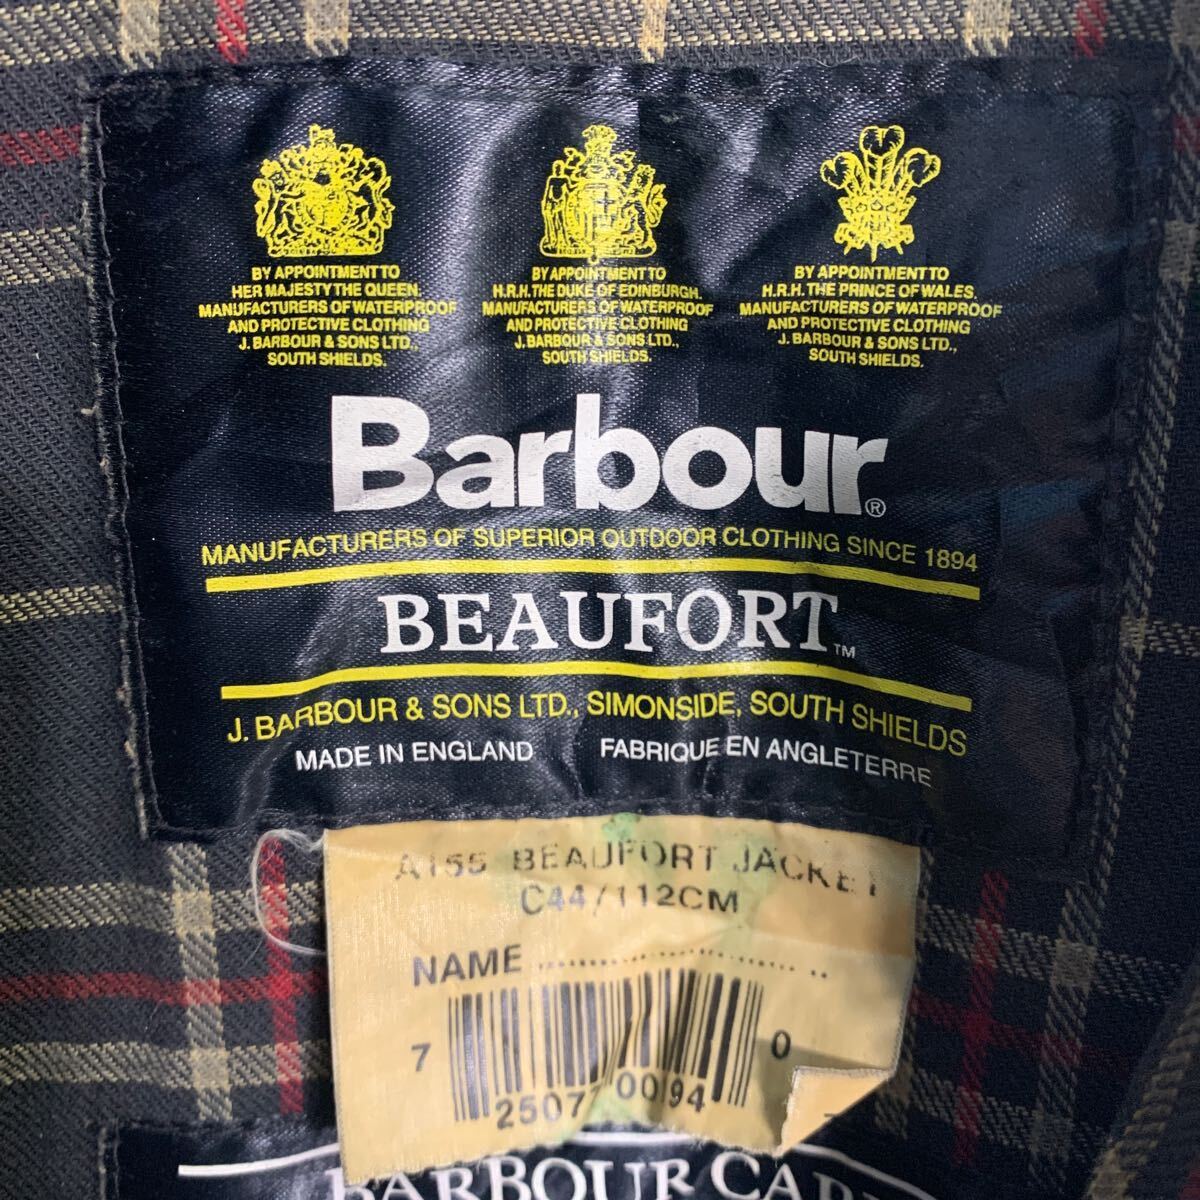 BY APPOINTMENT TO
HER MAJESTY THE QUEEN.
MANUFACTURERS OF WATERPROOF
AND PROTECTIVE CLOTHING
J. BARBOUR & SONS LTD.,
SOUTH SHIELDS.
BY APPOINTMENT TO
H.R.H. THE DUKE OF EDINBURGH.
MANUFACTURERS OF WATERPROOF
AND PROTECTIVE CLOTHING
J. BARBOUR & SONS LTD.,
SOUTH SHIELDS.
BY APPOINTMENT TO
H.R.H. THE PRINCE OF WALES.
MANUFACTURERS OF WATERPROOF
AND PROTECTIVE CLOTHING
J. BARBOUR & SONS LTD.,
SOUTH SHIELDS.
Barbour®
MANUFACTURERS OF SUPERIOR OUTDOOR CLOTHING SINCE 1894
BEAUFORT™
J. BARBOUR & SONS LTD., SIMONSIDE, SOUTH SHIELDS
MADE IN ENGLAND FABRIQUE EN ANGLETERRE
A155 BEAUFORT JACKET
C44/112CM
NAME
7 0
BARBOUR